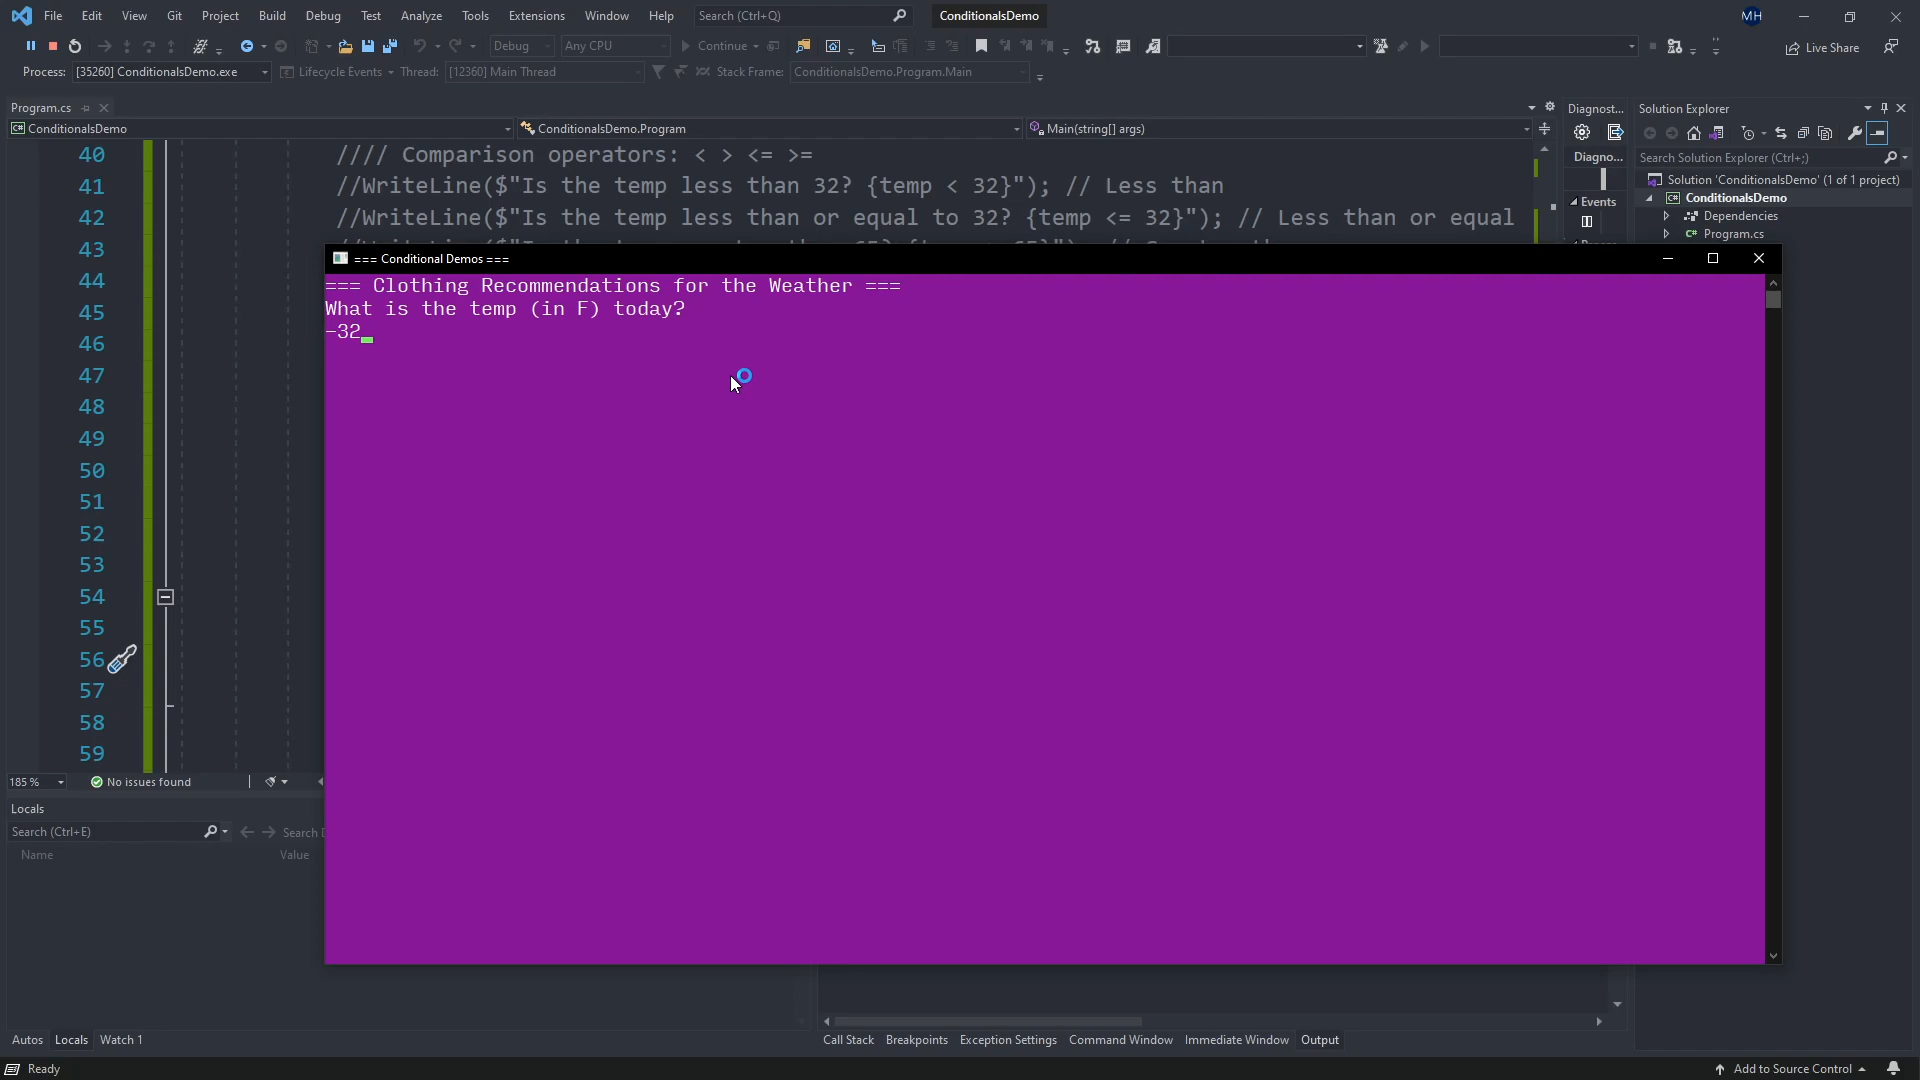 File Edit View Git Project Build Debug Test Analyze Tools Extensions Window Help Search (Ctrl+Q) ConditionalsDemo MH
Debug Any CPU Continue Live Share
Process: [35260] ConditionalsDemo.exe Lifecycle Events Thread: [12360] Main Thread Stack Frame: ConditionalsDemo.Program.Main
Program.cs Diagnost... Solution Explorer
ConditionalsDemo ConditionalsDemo.Program Main(string[] args)
40 //// Comparison operators: < > <= >=
41 //WriteLine($"Is the temp less than 32? {temp < 32}"); // Less than
42 //WriteLine($"Is the temp less than or equal to 32? {temp <= 32}"); // Less than or equal
43
44
45
46
47
48
49
50
51
52
53
54
55
56
57
58
59
=== Conditional Demos ===
=== Clothing Recommendations for the Weather ===
What is the temp (in F) today?
-32
Diagno...
Events
Search Solution Explorer (Ctrl+;)
Solution 'ConditionalsDemo' (1 of 1 project)
ConditionalsDemo
Dependencies
C# Program.cs
185 % No issues found
Locals
Search (Ctrl+E) Search
Name Value
Autos Locals Watch 1
Call Stack Breakpoints Exception Settings Command Window Immediate Window Output
Ready Add to Source Control